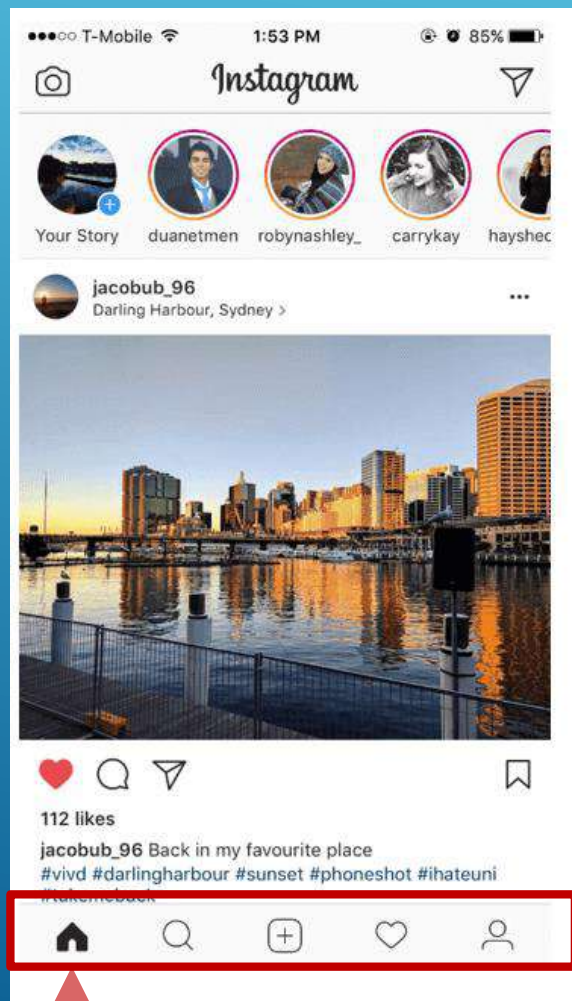 T-Mobile 1:53 PM 85%
Instagram
Your Story duanetmen robynashley_ carrykay
jacobub_96
Darling Harbour, Sydney >
112 likes
jacobub_96 Back in my favourite place
#vivd #darlingharbour #sunset #phoneshot #ihateuni
#takemeback